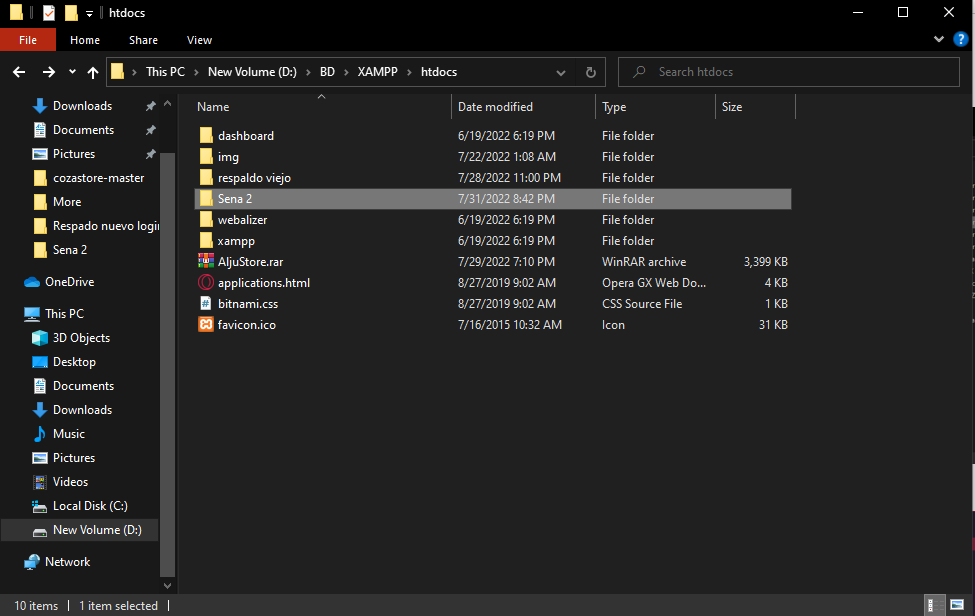 htdocs
File Home Share View
This PC New Volume (D:) BD XAMPP htdocs Search htdocs
Downloads
Documents
Pictures
cozastore-master
More
Respado nuevo login
Sena 2
OneDrive
This PC
3D Objects
Desktop
Documents
Downloads
Music
Pictures
Videos
Local Disk (C:)
New Volume (D:)
Network
Name Date modified Type Size
dashboard 6/19/2022 6:19 PM File folder
img 7/22/2022 1:08 AM File folder
respaldo viejo 7/28/2022 11:00 PM File folder
Sena 2 7/31/2022 8:42 PM File folder
webalizer 6/19/2022 6:19 PM File folder
xampp 6/19/2022 6:19 PM File folder
AljuStore.rar 7/29/2022 7:10 PM WinRAR archive 3,399 KB
applications.html 8/27/2019 9:02 AM Opera GX Web Do... 4 KB
bitnami.css 8/27/2019 9:02 AM CSS Source File 1 KB
favicon.ico 7/16/2015 10:32 AM Icon 31 KB
10 items 1 item selected